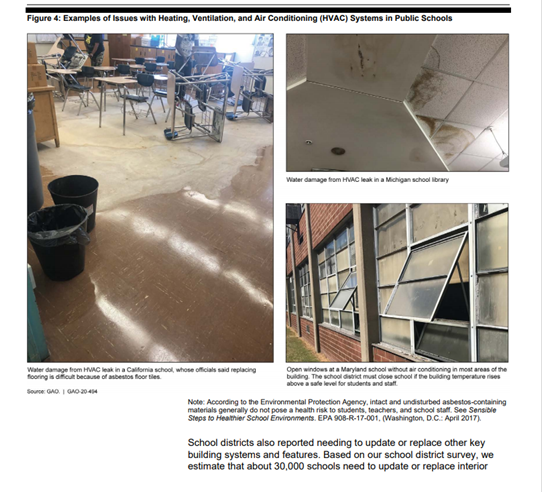 Figure 4: Examples of Issues with Heating, Ventilation, and Air Conditioning (HVAC) Systems in Public Schools
Water damage from HVAC leak in a Michigan school library
Water damage from HVAC leak in a California school, whose officials said replacing
flooring is difficult because of asbestos floor tiles.
Open windows at a Maryland school without air conditioning in most areas of the
building. The school district must close school if the building temperature rises
above a safe level for students and staff.
Source: GAO. | GAO-20-494
Note: According to the Environmental Protection Agency, intact and undisturbed asbestos-containing
materials generally do not pose a health risk to students, teachers, and school staff. See Sensible
Steps to Healthier School Environments. EPA 908-R-17-001, (Washington, D.C.: April 2017).
School districts also reported needing to update or replace other key
building systems and features. Based on our school district survey, we
estimate that about 30,000 schools need to update or replace interior